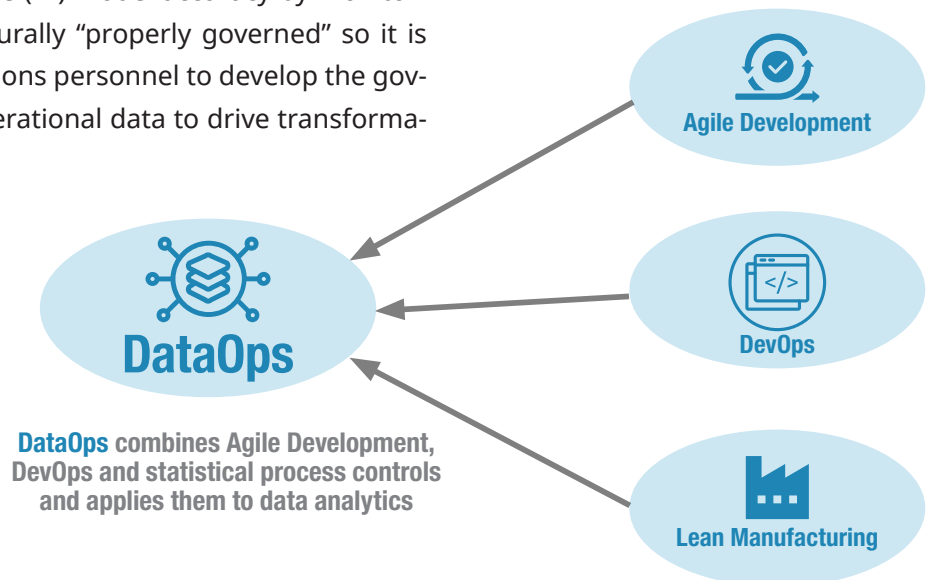 urally “properly governed” so it is
ions personnel to develop the gov-
erational data to drive transforma-
Agile Development
</>
DevOps
DataOps
DataOps combines Agile Development,
DevOps and statistical process controls
and applies them to data analytics
Lean Manufacturing